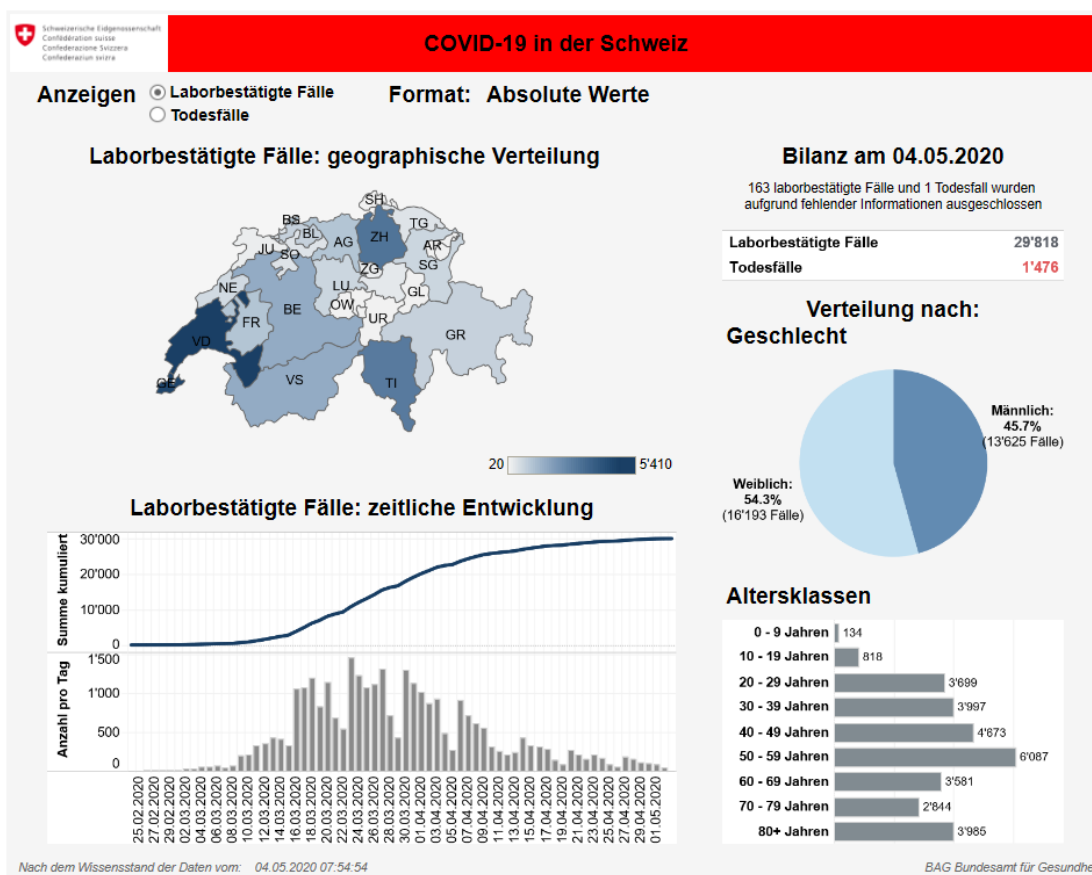 Schweizerische Eidgenossenschaft
Confédération suisse
Confederazione Svizzera
Confederaziun svizra
COVID-19 in der Schweiz
Anzeigen
Laborbestätigte Fälle
Todesfälle
Format: Absolute Werte
Laborbestätigte Fälle: geographische Verteilung
SH
BS
BL
TG
ZH
AG
AR
JU
SO
ZG
SG
NE
LU
GL
OW
BE
UR
FR
GR
VD
VS
TI
GE
20
5'410
Bilanz am 04.05.2020
163 laborbestätigte Fälle und 1 Todesfall wurden
aufgrund fehlender Informationen ausgeschlossen
Laborbestätigte Fälle 29'818
Todesfälle 1'476
Verteilung nach:
Geschlecht
Männlich:
45.7%
(13'625 Fälle)
Weiblich:
54.3%
(16'193 Fälle)
Laborbestätigte Fälle: zeitliche Entwicklung
Summe kumuliert
30'000
20'000
10'000
0
Anzahl pro Tag
1'500
1'000
500
0
25.02.2020
27.02.2020
29.02.2020
02.03.2020
04.03.2020
06.03.2020
08.03.2020
10.03.2020
12.03.2020
14.03.2020
16.03.2020
18.03.2020
20.03.2020
22.03.2020
24.03.2020
26.03.2020
28.03.2020
30.03.2020
01.04.2020
03.04.2020
05.04.2020
07.04.2020
09.04.2020
11.04.2020
13.04.2020
15.04.2020
17.04.2020
19.04.2020
21.04.2020
23.04.2020
25.04.2020
27.04.2020
29.04.2020
01.05.2020
Altersklassen
0 - 9 Jahren 134
10 - 19 Jahren 818
20 - 29 Jahren 3'699
30 - 39 Jahren 3'997
40 - 49 Jahren 4'673
50 - 59 Jahren 6'087
60 - 69 Jahren 3'581
70 - 79 Jahren 2'844
80+ Jahren 3'985
Nach dem Wissensstand der Daten vom: 04.05.2020 07:54:54
BAG Bundesamt für Gesundhe